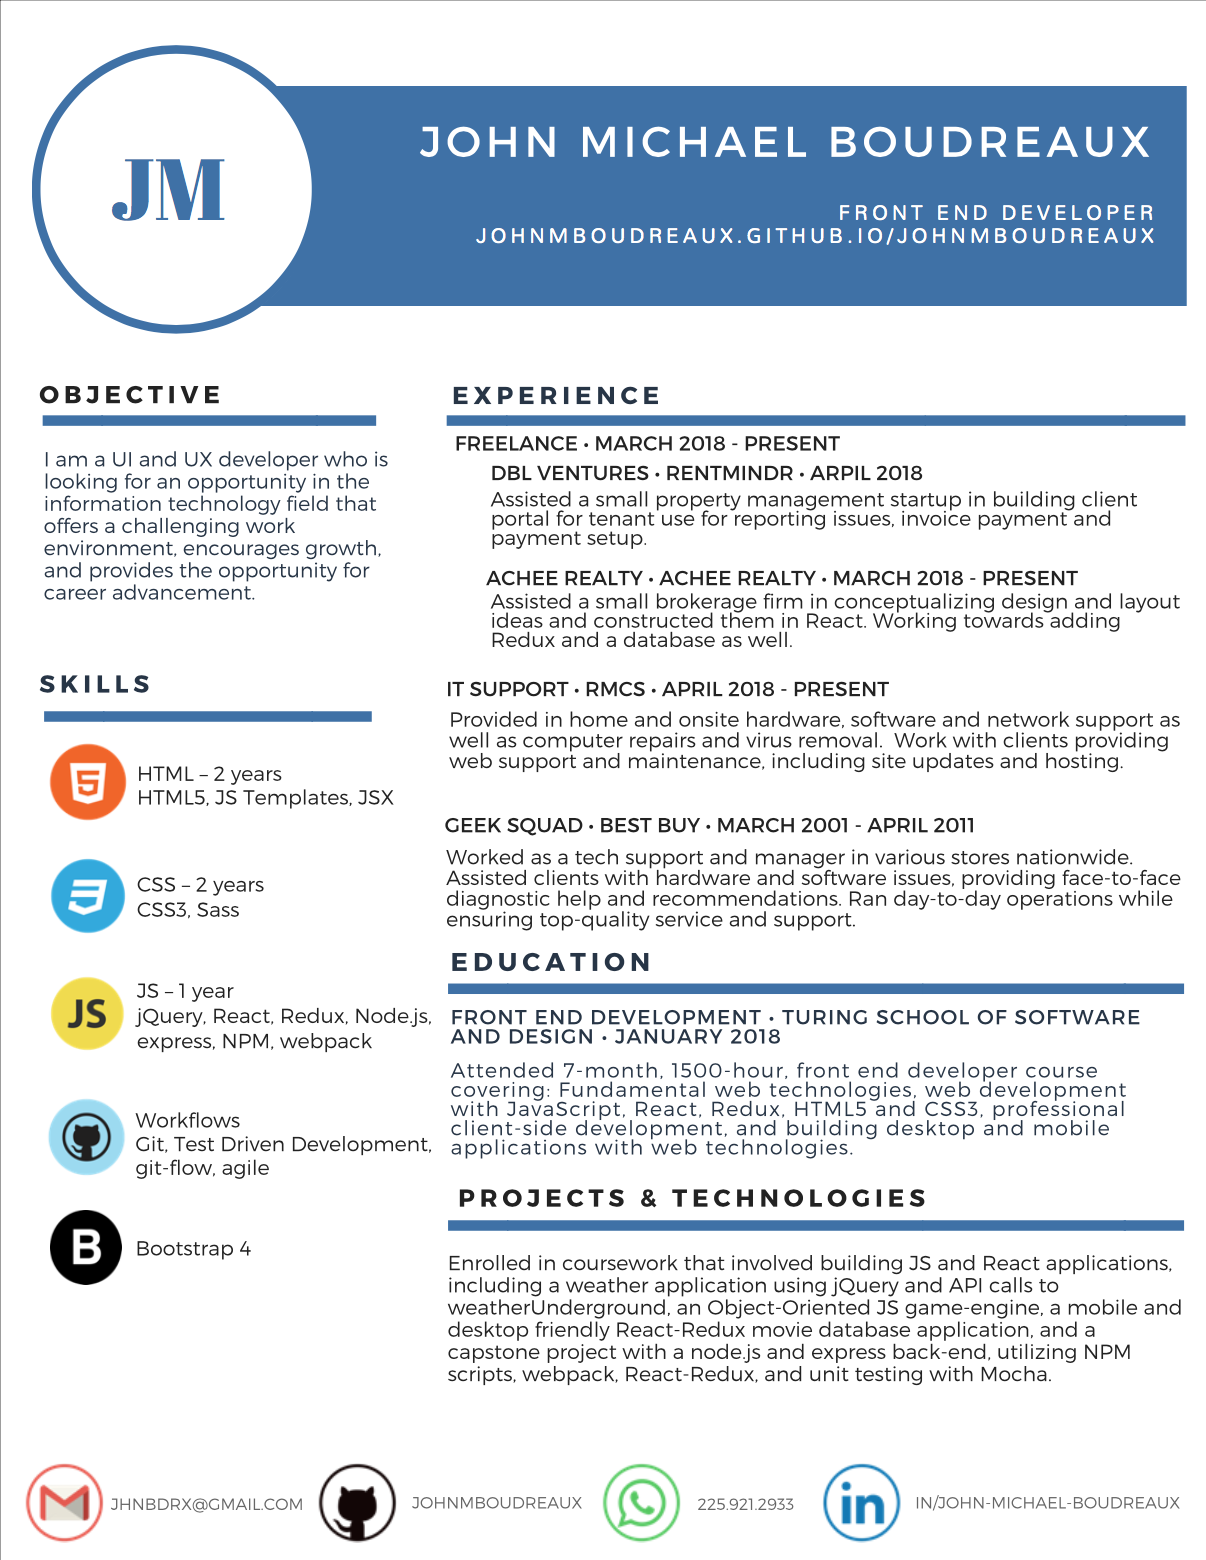 JM
JOHN MICHAEL BOUDREAUX
FRONT END DEVELOPER
JOHNMBOUDREAUX.GITHUB.IO/JOHNMBOUDREAUX
OBJECTIVE
I am a UI and UX developer who is
looking for an opportunity in the
information technology field that
offers a challenging work
environment, encourages growth,
and provides the opportunity for
career advancement.
SKILLS
5
HTML – 2 years
HTML5, JS Templates, JSX
3
CSS – 2 years
CSS3, Sass
JS
JS – 1 year
jQuery, React, Redux, Node.js,
express, NPM, webpack
Workflows
Git, Test Driven Development,
git-flow, agile
B
Bootstrap 4
EXPERIENCE
FREELANCE • MARCH 2018 - PRESENT
DBL VENTURES • RENTMINDR • ARPIL 2018
Assisted a small property management startup in building client
portal for tenant use for reporting issues, invoice payment and
payment setup.
ACHEE REALTY • ACHEE REALTY • MARCH 2018 - PRESENT
Assisted a small brokerage firm in conceptualizing design and layout
ideas and constructed them in React. Working towards adding
Redux and a database as well.
IT SUPPORT • RMCS • APRIL 2018 - PRESENT
Provided in home and onsite hardware, software and network support as
well as computer repairs and virus removal.  Work with clients providing
web support and maintenance, including site updates and hosting.
GEEK SQUAD • BEST BUY • MARCH 2001 - APRIL 2011
Worked as a tech support and manager in various stores nationwide.
Assisted clients with hardware and software issues, providing face-to-face
diagnostic help and recommendations. Ran day-to-day operations while
ensuring top-quality service and support.
EDUCATION
FRONT END DEVELOPMENT • TURING SCHOOL OF SOFTWARE
AND DESIGN • JANUARY 2018
Attended 7-month, 1500-hour, front end developer course
covering: Fundamental web technologies, web development
with JavaScript, React, Redux, HTML5 and CSS3, professional
client-side development, and building desktop and mobile
applications with web technologies.
PROJECTS & TECHNOLOGIES
Enrolled in coursework that involved building JS and React applications,
including a weather application using jQuery and API calls to
weatherUnderground, an Object-Oriented JS game-engine, a mobile and
desktop friendly React-Redux movie database application, and a
capstone project with a node.js and express back-end, utilizing NPM
scripts, webpack, React-Redux, and unit testing with Mocha.
JHNBDRX@GMAIL.COM
JOHNMBOUDREAUX
225.921.2933
in
IN/JOHN-MICHAEL-BOUDREAUX